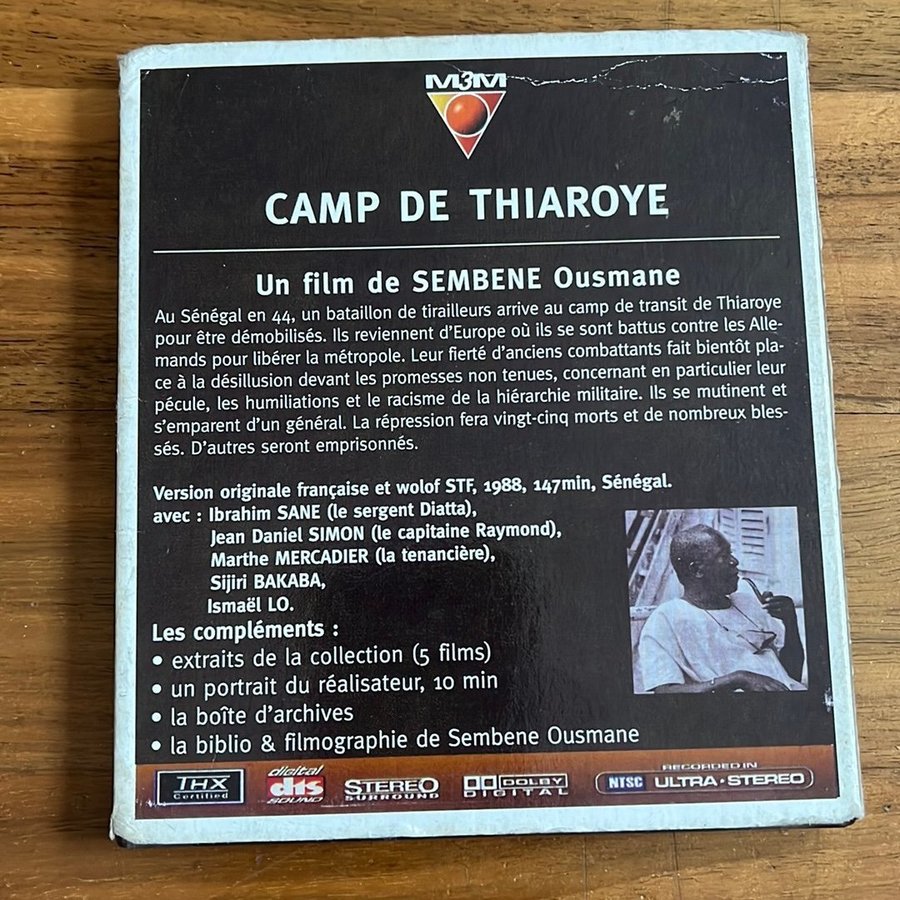 M3M
CAMP DE THIAROYE
Un film de SEMBENE Ousmane
Au Sénégal en 44, un bataillon de tirailleurs arrive au camp de transit de Thiaroye
pour être démobilisés. Ils reviennent d'Europe où ils se sont battus contre les Alle-
mands pour libérer la métropole. Leur fierté d'anciens combattants fait bientôt pla-
ce à la désillusion devant les promesses non tenues, concernant en particulier leur
pécule, les humiliations et le racisme de la hiérarchie militaire. Ils se mutinent et
s'emparent d'un général. La répression fera vingt-cinq morts et de nombreux bles-
sés. D'autres seront emprisonnés.
Version originale française et wolof STF, 1988, 147min, Sénégal.
avec : Ibrahim SANE (le sergent Diatta),
Jean Daniel SIMON (le capitaine Raymond),
Marthe MERCADIER (la tenancière),
Sijiri BAKABA,
Ismaël LO.
Les compléments :
• extraits de la collection (5 films)
• un portrait du réalisateur, 10 min
• la boîte d'archives
• la biblio & filmographie de Sembene Ousmane
THX
Certified
digital
dts
SOUND
STEREO
SURROUND
DOLBY
DIGITAL
NTSC
RECORDED IN
ULTRA•STEREO